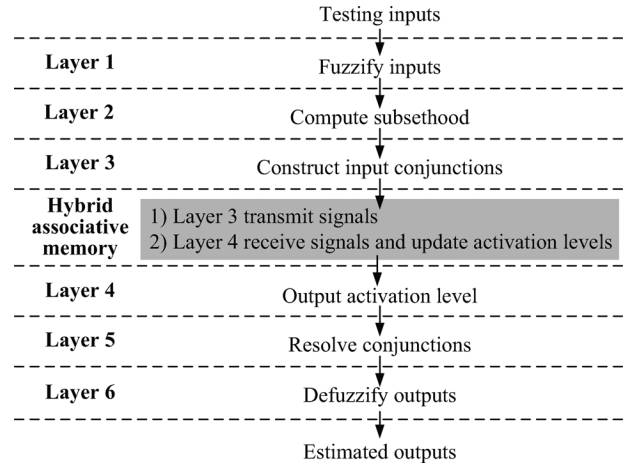 Testing inputs
Layer 1
Fuzzify inputs
Layer 2
Compute subsethood
Layer 3
Construct input conjunctions
Hybrid
associative
memory
1) Layer 3 transmit signals
2) Layer 4 receive signals and update activation levels
Layer 4
Output activation level
Layer 5
Resolve conjunctions
Layer 6
Defuzzify outputs
Estimated outputs